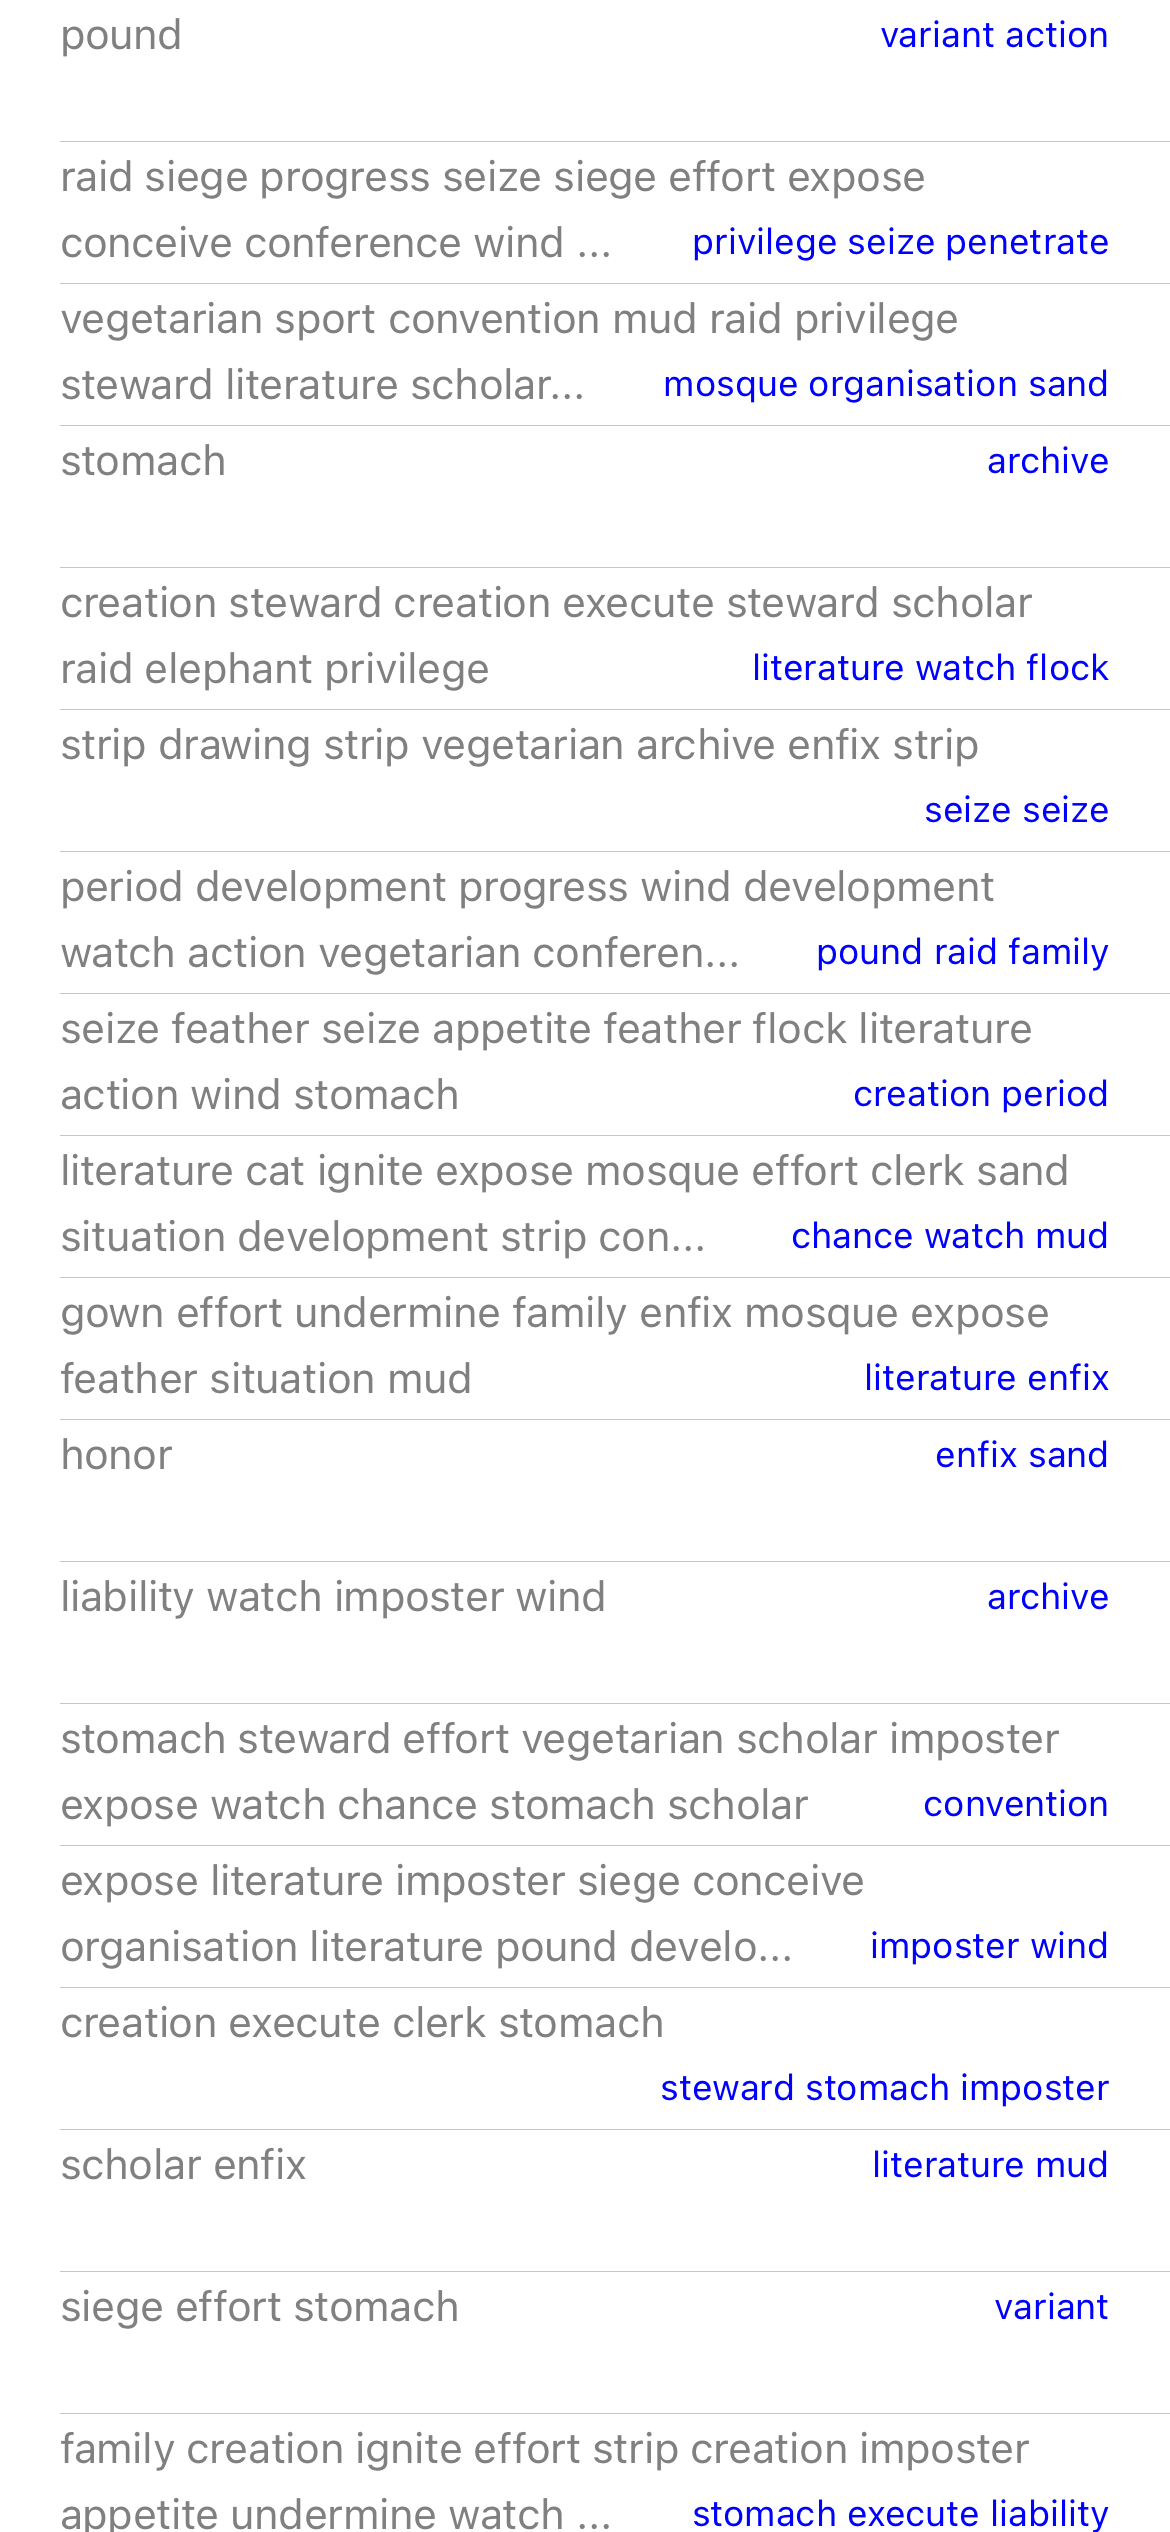 pound variant action
raid siege progress seize siege effort expose
conceive conference wind ... privilege seize penetrate
vegetarian sport convention mud raid privilege
steward literature scholar... mosque organisation sand
stomach archive
creation steward creation execute steward scholar
raid elephant privilege literature watch flock
strip drawing strip vegetarian archive enfix strip
seize seize
period development progress wind development
watch action vegetarian conferen... pound raid family
seize feather seize appetite feather flock literature
action wind stomach creation period
literature cat ignite expose mosque effort clerk sand
situation development strip con... chance watch mud
gown effort undermine family enfix mosque expose
feather situation mud literature enfix
honor enfix sand
liability watch imposter wind archive
stomach steward effort vegetarian scholar imposter
expose watch chance stomach scholar convention
expose literature imposter siege conceive
organisation literature pound develo... imposter wind
creation execute clerk stomach
steward stomach imposter
scholar enfix literature mud
siege effort stomach variant
family creation ignite effort strip creation imposter
appetite undermine watch ... stomach execute liability